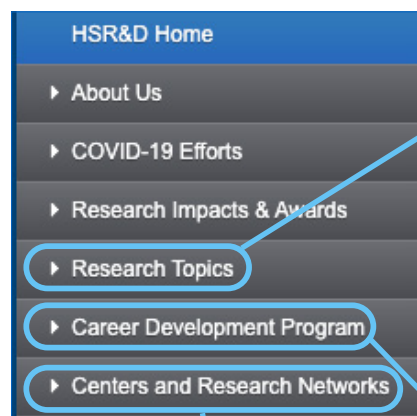 HSR&D Home
About Us
COVID-19 Efforts
Research Impacts & Awards
Research Topics
Career Development Program
Centers and Research Networks